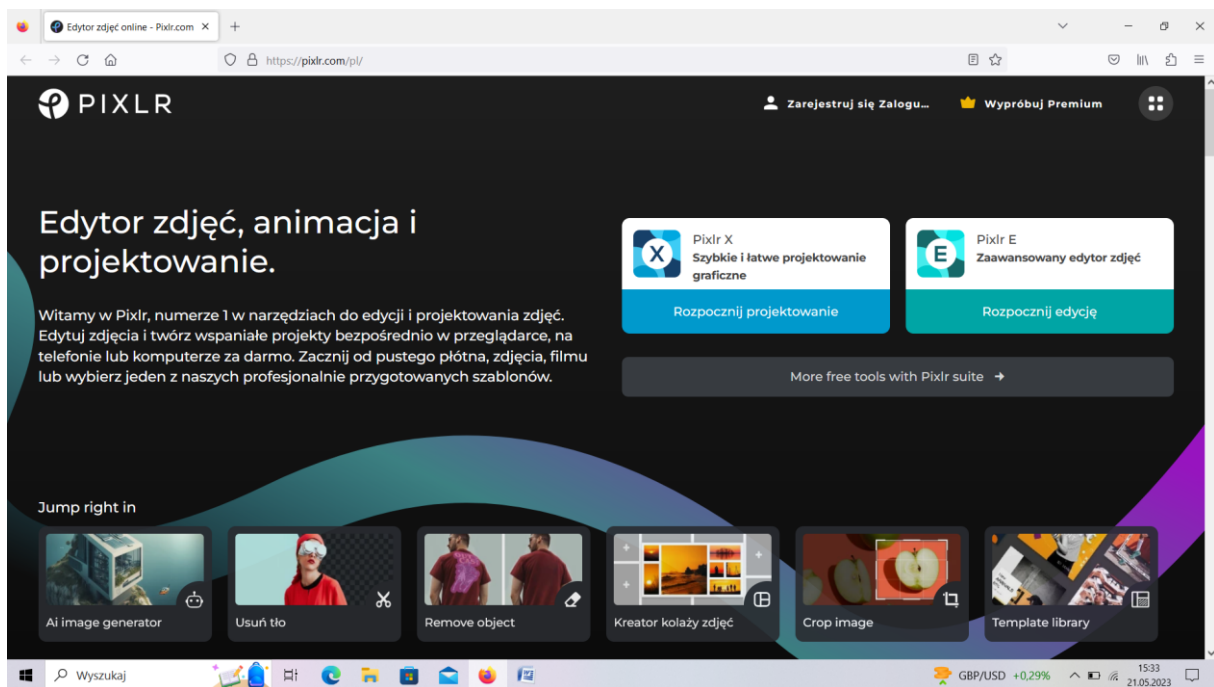 Edytor zdjęć online - Pixlr.com
https://pixlr.com/pl/
PIXLR
Zarejestruj się Zalogu...
Wypróbuj Premium
Edytor zdjęć, animacja i
projektowanie.
Witamy w Pixlr, numerze 1 w narzędziach do edycji i projektowania zdjęć.
Edytuj zdjęcia i twórz wspaniałe projekty bezpośrednio w przeglądarce, na
telefonie lub komputerze za darmo. Zacznij od pustego płótna, zdjęcia, filmu
lub wybierz jeden z naszych profesjonalnie przygotowanych szablonów.
X
Pixlr X
Szybkie i łatwe projektowanie
graficzne
Rozpocznij projektowanie
E
Pixlr E
Zaawansowany edytor zdjęć
Rozpocznij edycję
More free tools with Pixlr suite
Jump right in
Ai image generator
Usuń tło
Remove object
Kreator kolaży zdjęć
Crop image
Template library
Wyszukaj
GBP/USD +0,29%
15:33
21.05.2023